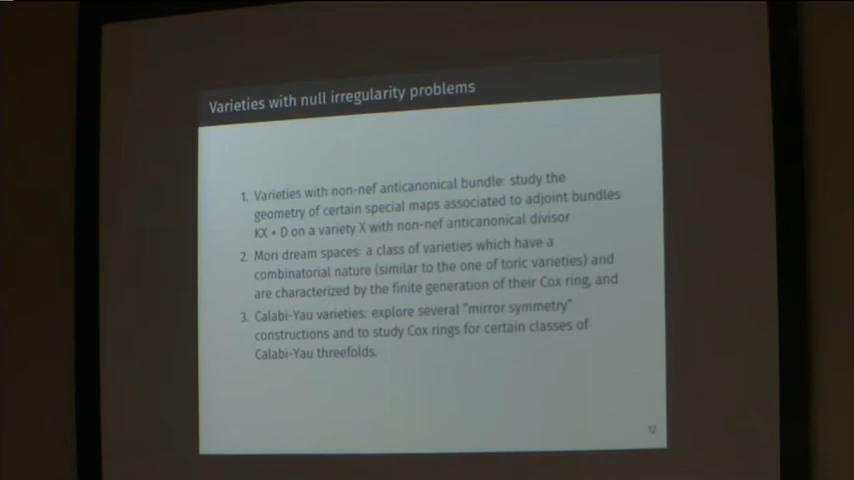 Varieties with null irregularity problems
1. Varieties with non-nef anticanonical bundle: study the
geometry of certain special maps associated to adjoint bundles
KX + D on a variety X with non-nef anticanonical divisor
2. Mori dream spaces: a class of varieties which have a
combinatorial nature (similar to the one of toric varieties) and
are characterized by the finite generation of their Cox ring, and
3. Calabi-Yau varieties: explore several "mirror symmetry"
constructions and to study Cox rings for certain classes of
Calabi-Yau threefolds.
12